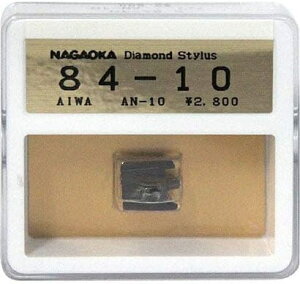 NAGAOKA Diamond Stylus
84-10
AIWA AN-10 ¥2,800